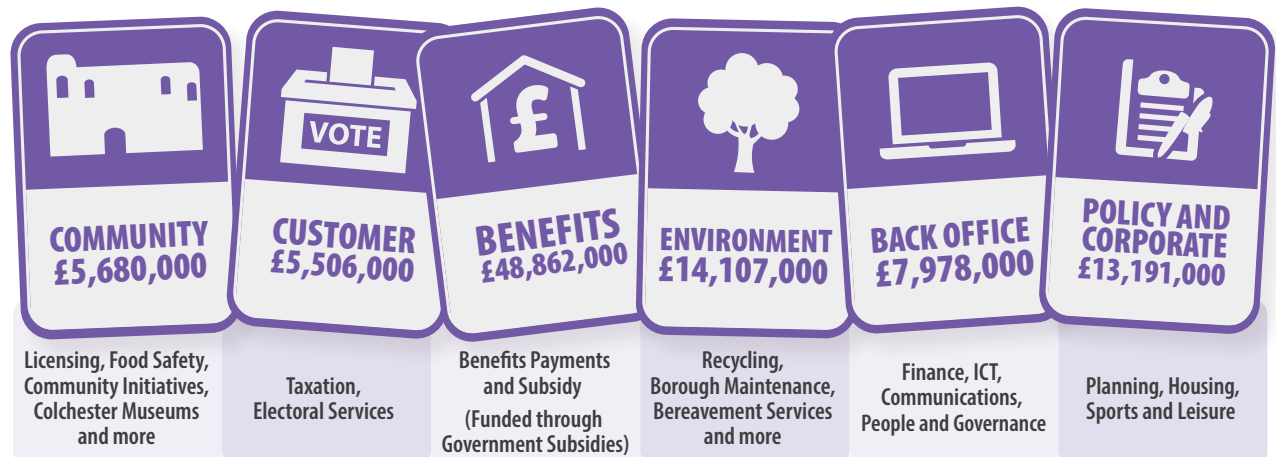 COMMUNITY
£5,680,000
Licensing, Food Safety,
Community Initiatives,
Colchester Museums
and more
VOTE
CUSTOMER
£5,506,000
Taxation,
Electoral Services
£
BENEFITS
£48,862,000
Benefits Payments
and Subsidy
(Funded through
Government Subsidies)
ENVIRONMENT
£14,107,000
Recycling,
Borough Maintenance,
Bereavement Services
and more
BACK OFFICE
£7,978,000
Finance, ICT,
Communications,
People and Governance
POLICY AND
CORPORATE
£13,191,000
Planning, Housing,
Sports and Leisure